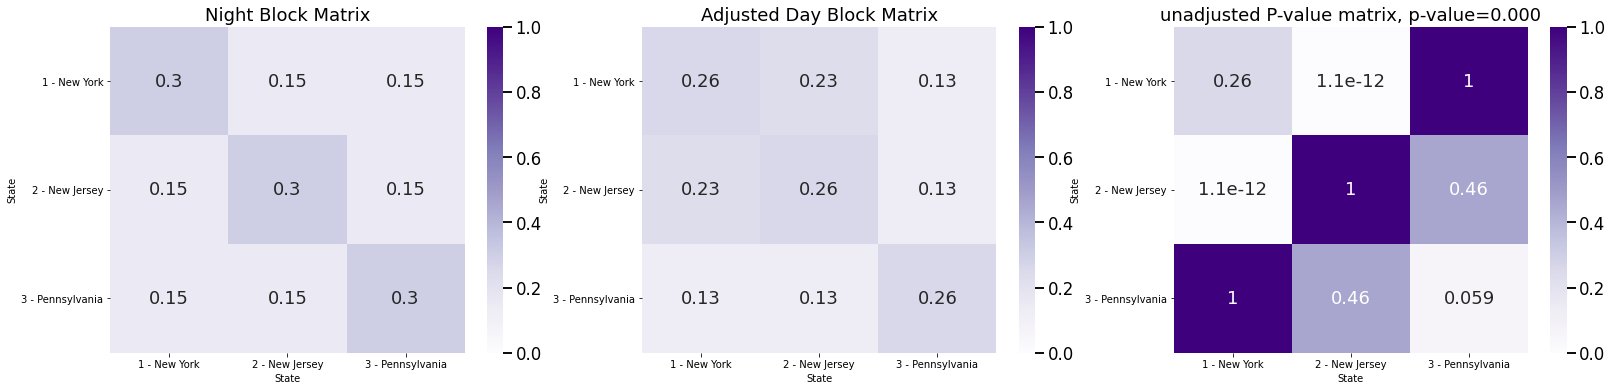 Night Block Matrix
1 - New York
2 - New Jersey
3 - Pennsylvania
State
0.3 0.15 0.15
0.15 0.3 0.15
0.15 0.15 0.3
1 - New York 2 - New Jersey 3 - Pennsylvania
State
1.0
0.8
0.6
0.4
0.2
0.0
Adjusted Day Block Matrix
1 - New York
2 - New Jersey
3 - Pennsylvania
State
0.26 0.23 0.13
0.23 0.26 0.13
0.13 0.13 0.26
1 - New York 2 - New Jersey 3 - Pennsylvania
State
1.0
0.8
0.6
0.4
0.2
0.0
unadjusted P-value matrix, p-value=0.000
1 - New York
2 - New Jersey
3 - Pennsylvania
State
0.26 1.1e-12 1
1.1e-12 1 0.46
1 0.46 0.059
1 - New York 2 - New Jersey 3 - Pennsylvania
State
1.0
0.8
0.6
0.4
0.2
0.0